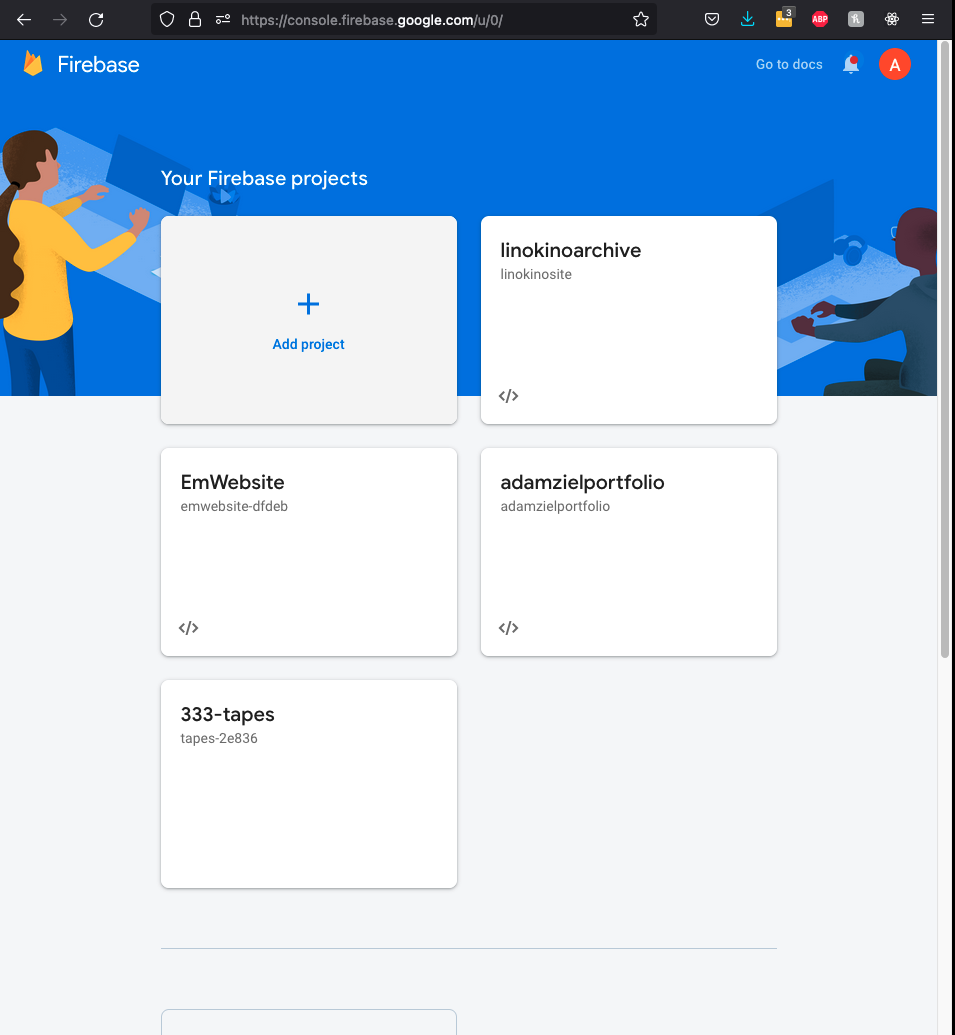 https://console.firebase.google.com/u/0/
3
ABP
Firebase
Go to docs
A
Your Firebase projects
Add project
linokinoarchive
linokinosite
</>
EmWebsite
emwebsite-dfdeb
</>
adamzielportfolio
adamzielportfolio
</>
333-tapes
tapes-2e836